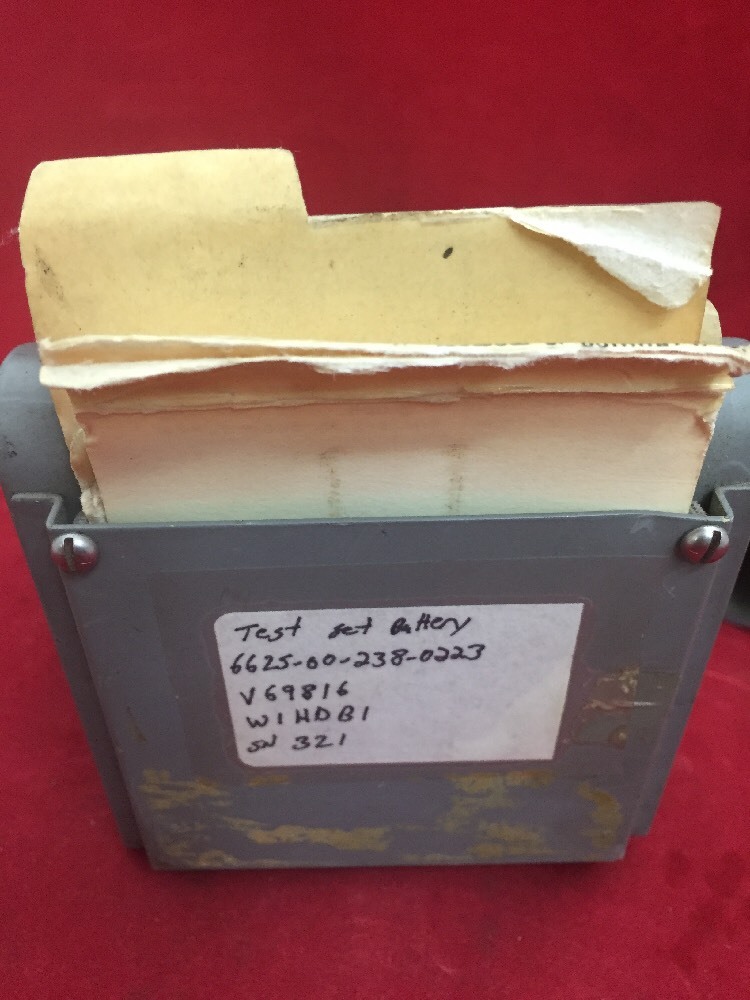 Test set Battery
6625-00-238-0223
V69816
W1HDB1
SN 321